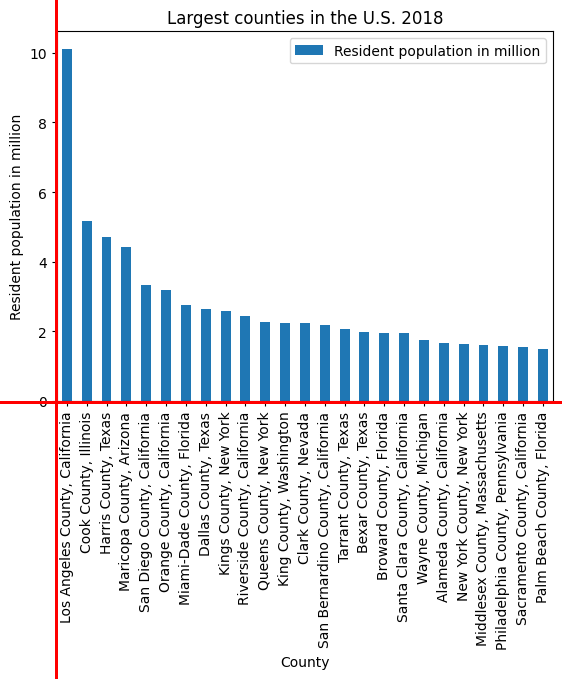 Largest counties in the U.S. 2018
Resident population in million
Resident population in million
10
8
6
4
2
0
Los Angeles County, California
Cook County, Illinois
Harris County, Texas
Maricopa County, Arizona
San Diego County, California
Orange County, California
Miami-Dade County, Florida
Dallas County, Texas
Kings County, New York
Riverside County, California
Queens County, New York
King County, Washington
Clark County, Nevada
San Bernardino County, California
Tarrant County, Texas
Bexar County, Texas
Broward County, Florida
Santa Clara County, California
Wayne County, Michigan
Alameda County, California
New York County, New York
Middlesex County, Massachusetts
Philadelphia County, Pennsylvania
Sacramento County, California
Palm Beach County, Florida
County